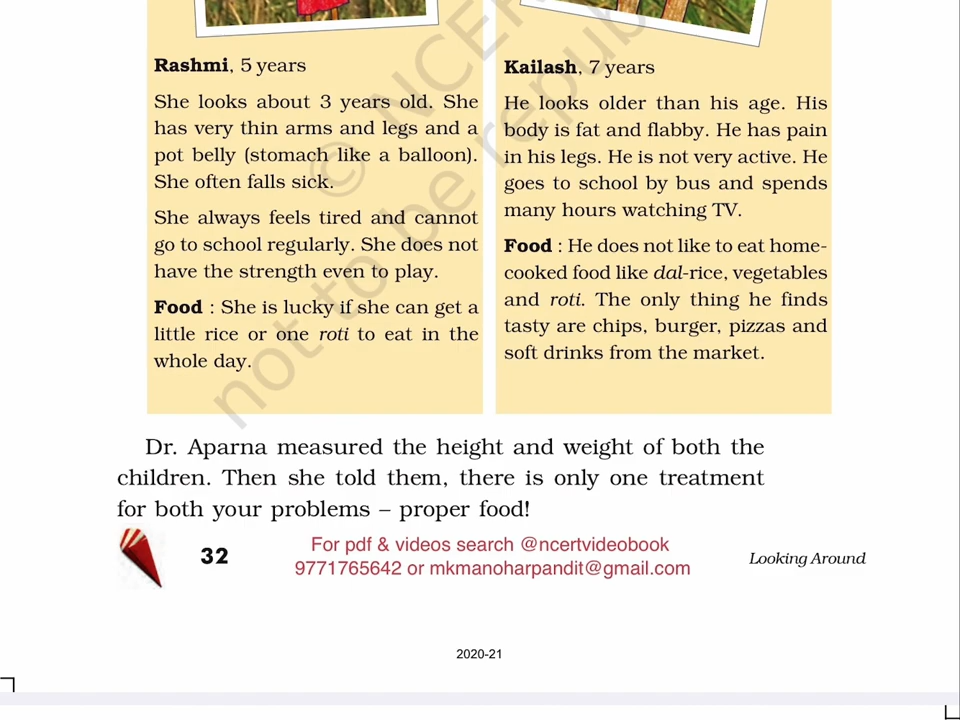 Rashmi, 5 years
She looks about 3 years old. She
has very thin arms and legs and a
pot belly (stomach like a balloon).
She often falls sick.
She always feels tired and cannot
go to school regularly. She does not
have the strength even to play.
Food : She is lucky if she can get a
little rice or one roti to eat in the
whole day.
Kailash, 7 years
He looks older than his age. His
body is fat and flabby. He has pain
in his legs. He is not very active. He
goes to school by bus and spends
many hours watching TV.
Food : He does not like to eat home-
cooked food like dal-rice, vegetables
and roti. The only thing he finds
tasty are chips, burger, pizzas and
soft drinks from the market.
© NCER
not to be repub
Dr. Aparna measured the height and weight of both the
children. Then she told them, there is only one treatment
for both your problems – proper food!
32
For pdf & videos search @ncertvideobook
9771765642 or mkmanoharpandit@gmail.com
Looking Around
2020-21